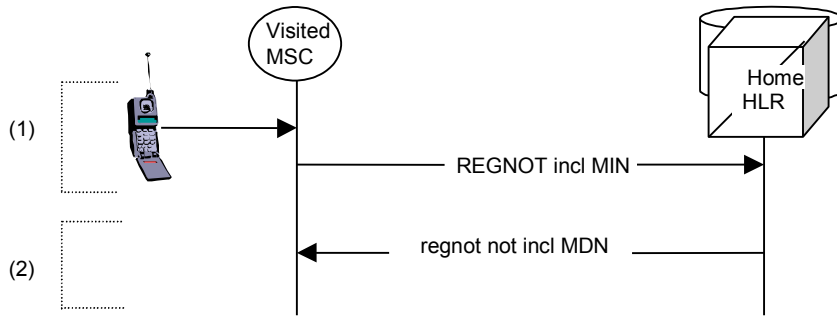 Visited
MSC
Home
HLR
(1)
REGNOT incl MIN
regnot not incl MDN
(2)